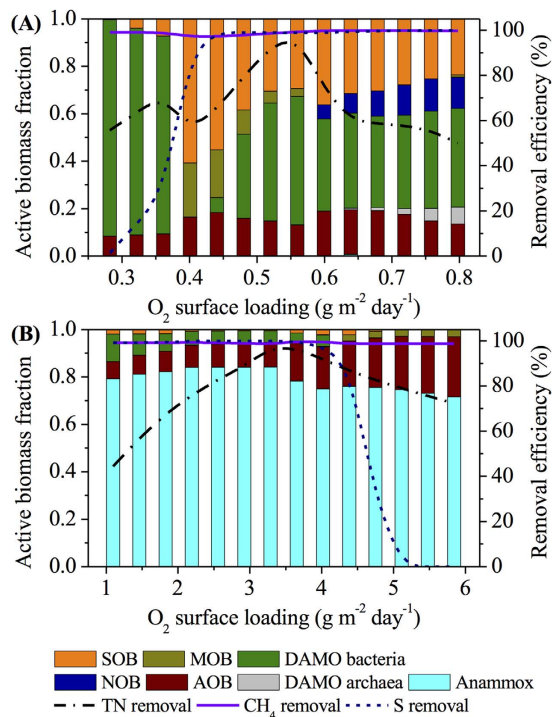 (A)
1.0
0.8
0.6
0.4
0.2
0.0
Active biomass fraction
100
80
60
40
20
0
Removal efficiency (%)
0.3 0.4 0.5 0.6 0.7 0.8
O₂ surface loading (g m⁻² day⁻¹)
(B)
1.0
0.8
0.6
0.4
0.2
0.0
Active biomass fraction
100
80
60
40
20
0
Removal efficiency (%)
1 2 3 4 5 6
O₂ surface loading (g m⁻² day⁻¹)
SOB MOB DAMO bacteria
NOB AOB DAMO archaea Anammox
TN removal CH₄ removal S removal